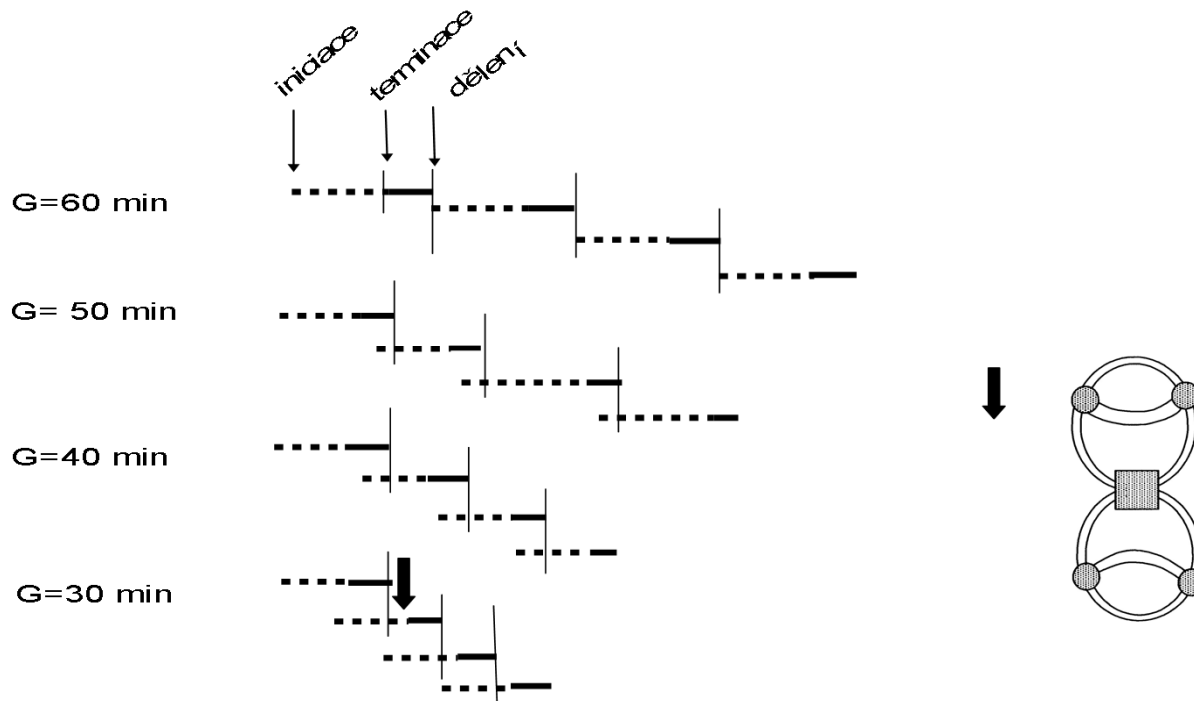 iniciace
terminace
dělení
G=60 min
G= 50 min
G=40 min
G=30 min